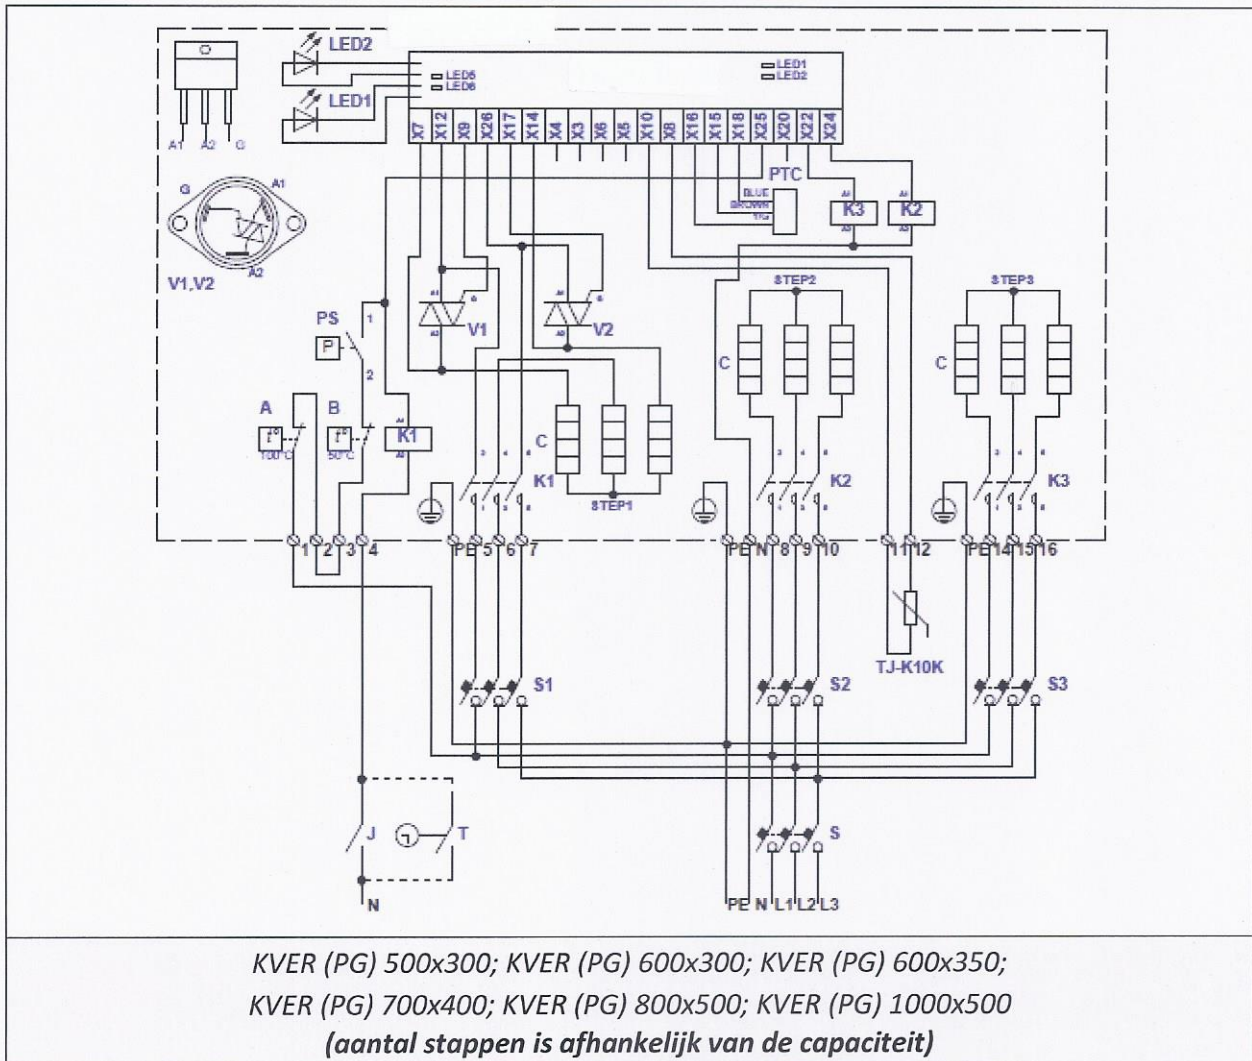 LED2
LED1
LED5
LED6
LED1
LED2
X7 X12 X9 X26 X17 X14 X4 X3 X6 X5 X10 X8 X16 X15 X18 X25 X20 X22 X24
A1 A2 G
G A1
A2
V1,V2
PTC
BLUE
BROWN
K3 K2
STEP2 STEP3
PS 1
P
2
V1 V2
C C
A B
t° t° K1
100°C 50°C
C
K1 K2 K3
STEP1
1 2 3 4 PE 5 6 7 PE N 8 9 10 11 12 PE 14 15 16
TJ-K10K
S1 S2 S3
J T S
N PE N L1 L2 L3
KVER (PG) 500x300; KVER (PG) 600x300; KVER (PG) 600x350;
KVER (PG) 700x400; KVER (PG) 800x500; KVER (PG) 1000x500
(aantal stappen is afhankelijk van de capaciteit)